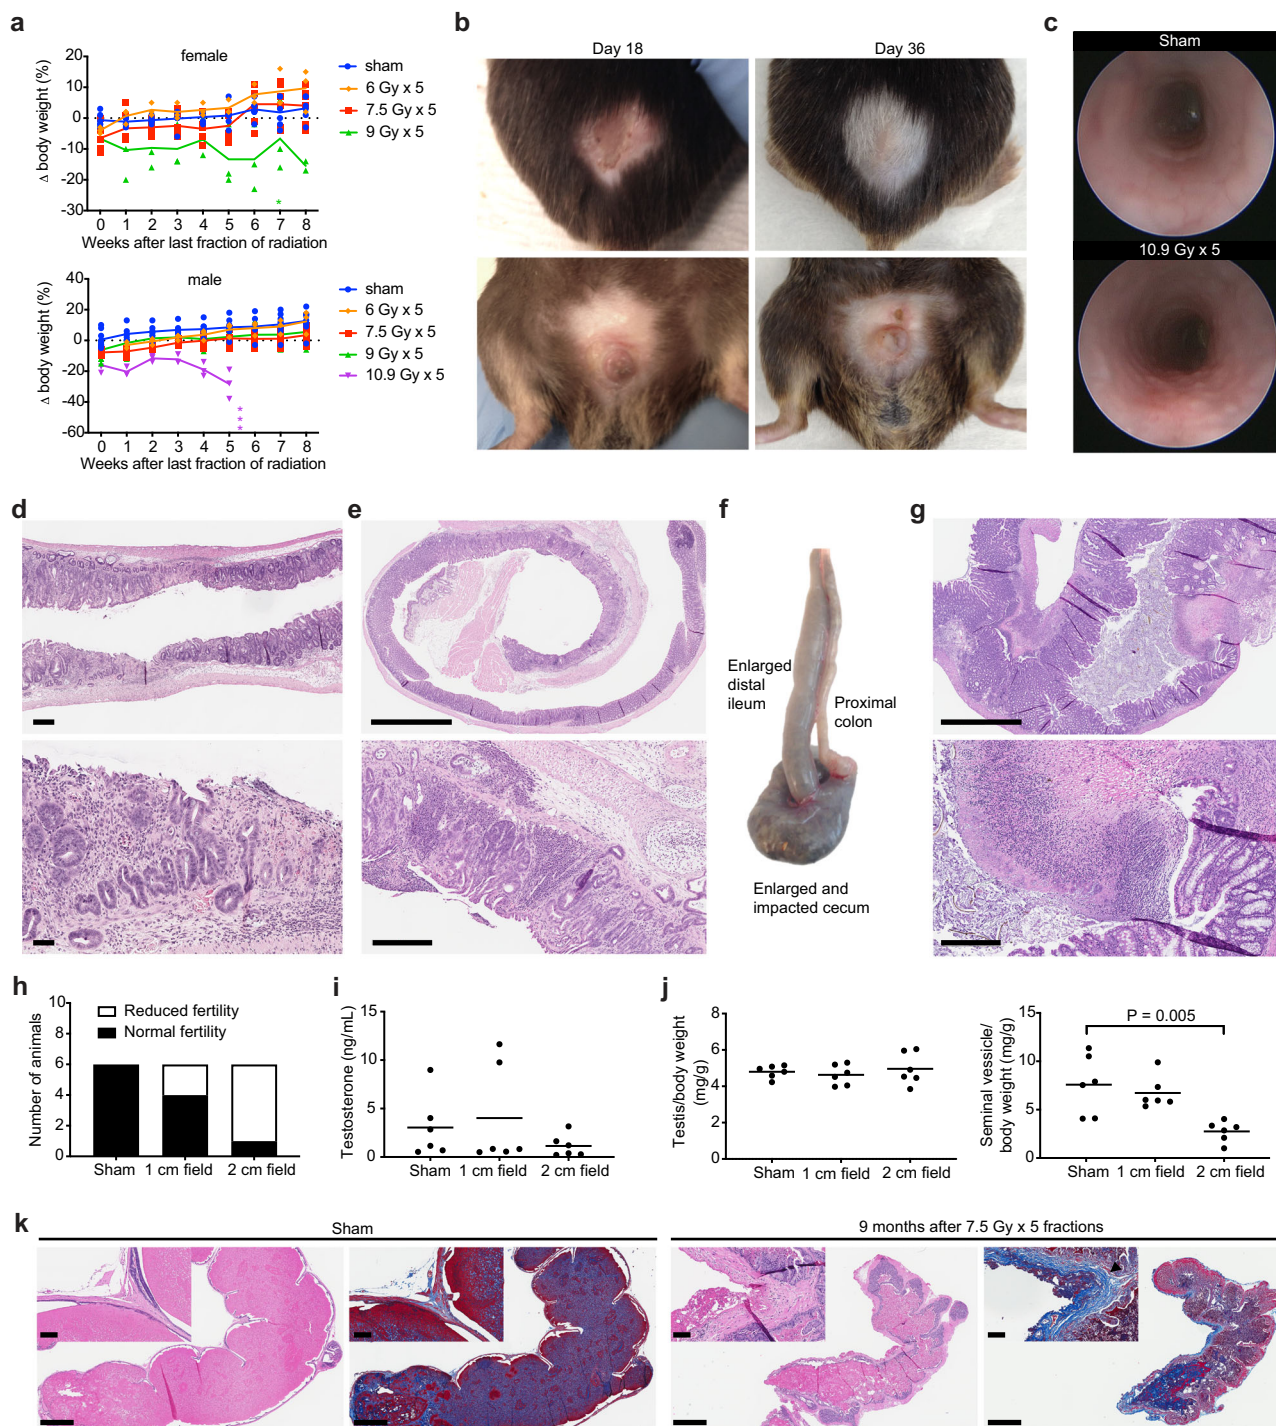 a
female
Δ body weight (%)
20
10
0
-10
-20
-30
*
0 1 2 3 4 5 6 7 8
Weeks after last fraction of radiation
sham
6 Gy x 5
7.5 Gy x 5
9 Gy x 5
male
Δ body weight (%)
40
20
0
-20
-40
-60
***
0 1 2 3 4 5 6 7 8
Weeks after last fraction of radiation
sham
6 Gy x 5
7.5 Gy x 5
9 Gy x 5
10.9 Gy x 5
b
Day 18
Day 36
c
Sham
10.9 Gy x 5
d
e
f
Enlarged
distal
ileum
Proximal
colon
Enlarged and
impacted cecum
g
h
Number of animals
10
8
6
4
2
0
Reduced fertility
Normal fertility
Sham 1 cm field 2 cm field
i
Testosterone (ng/mL)
15
10
5
0
Sham 1 cm field 2 cm field
j
Testis/body weight
(mg/g)
8
6
4
2
0
Sham 1 cm field 2 cm field
Seminal vessicle/
body weight (mg/g)
15
10
5
0
P = 0.005
Sham 1 cm field 2 cm field
k
Sham
9 months after 7.5 Gy x 5 fractions